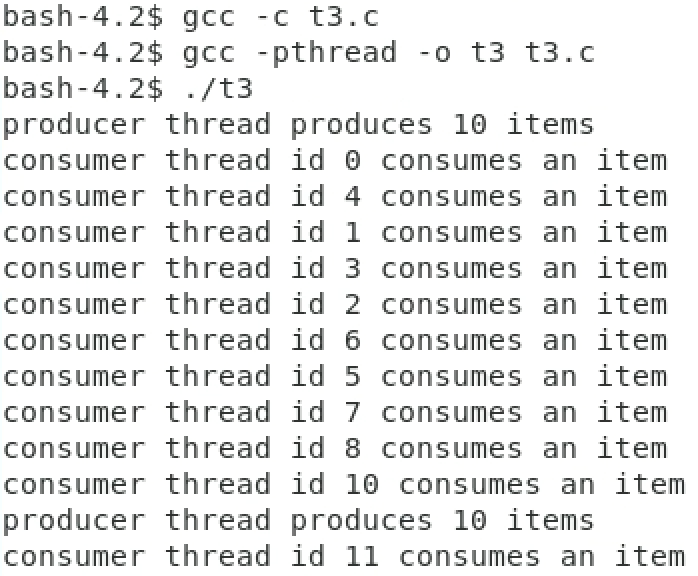 bash-4.2$ gcc -c t3.c
bash-4.2$ gcc -pthread -o t3 t3.c
bash-4.2$ ./t3
producer thread produces 10 items
consumer thread id 0 consumes an item
consumer thread id 4 consumes an item
consumer thread id 1 consumes an item
consumer thread id 3 consumes an item
consumer thread id 2 consumes an item
consumer thread id 6 consumes an item
consumer thread id 5 consumes an item
consumer thread id 7 consumes an item
consumer thread id 8 consumes an item
consumer thread id 10 consumes an item
producer thread produces 10 items
consumer thread id 11 consumes an item